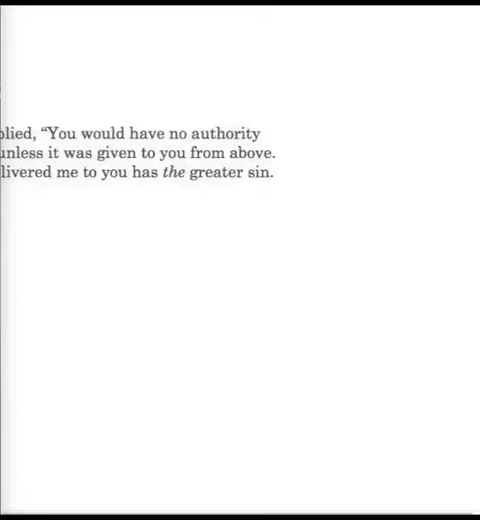 plied, “You would have no authority
unless it was given to you from above.
livered me to you has the greater sin.